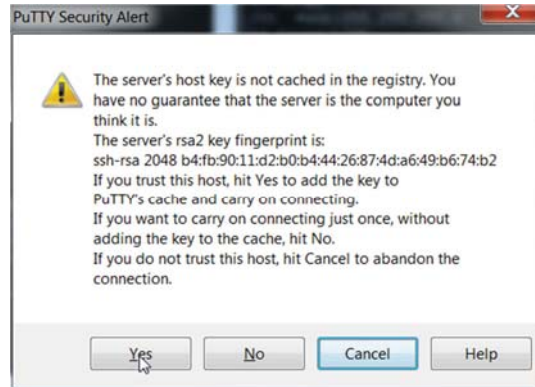 PuTTY Security Alert
The server's host key is not cached in the registry. You
have no guarantee that the server is the computer you
think it is.
The server's rsa2 key fingerprint is:
ssh-rsa 2048 b4:fb:90:11:d2:b0:b4:44:26:87:4d:a6:49:b6:74:b2
If you trust this host, hit Yes to add the key to
PuTTY's cache and carry on connecting.
If you want to carry on connecting just once, without
adding the key to the cache, hit No.
If you do not trust this host, hit Cancel to abandon the
connection.
Yes No Cancel Help